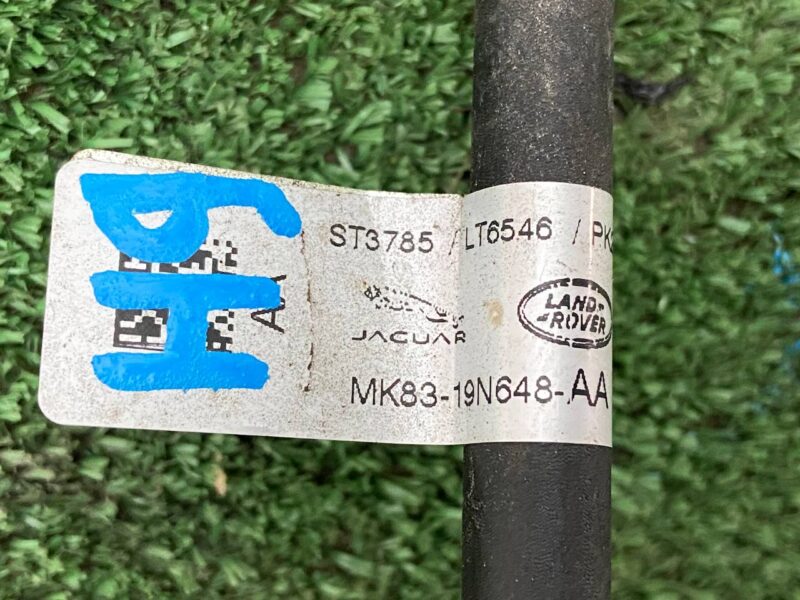 ST3785 / LT6546 / PK
JAGUAR
LAND-
-ROVER
MK83-19N648-AA
AA